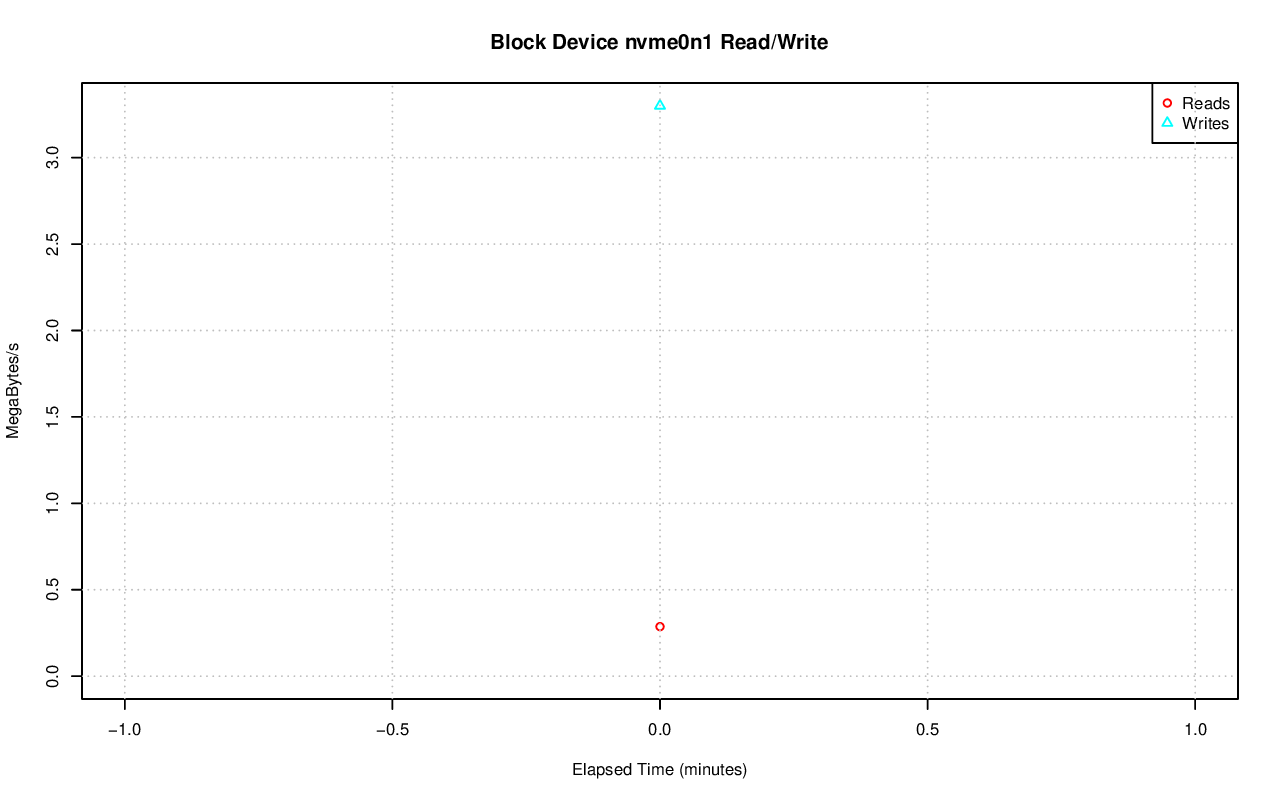 Block Device nvme0n1 Read/Write
Reads
Writes
MegaBytes/s
3.0
2.5
2.0
1.5
1.0
0.5
0.0
−1.0
−0.5
0.0
0.5
1.0
Elapsed Time (minutes)